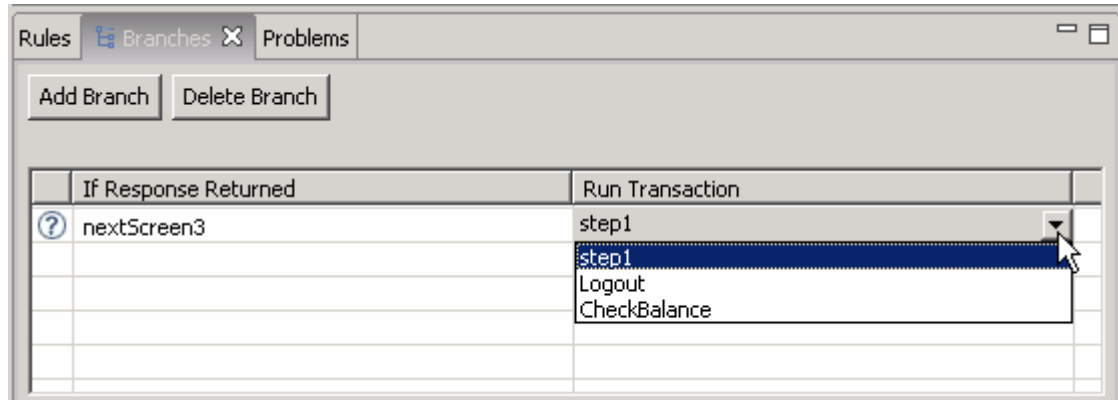 Rules Branches Problems
Add Branch Delete Branch
If Response Returned Run Transaction
? nextScreen3 step1
step1
Logout
CheckBalance